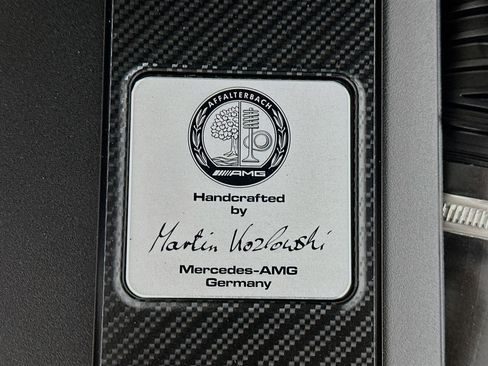 AFFALTERBACH
AMG
Handcrafted
by
Martin Kozlowski
Mercedes-AMG
Germany